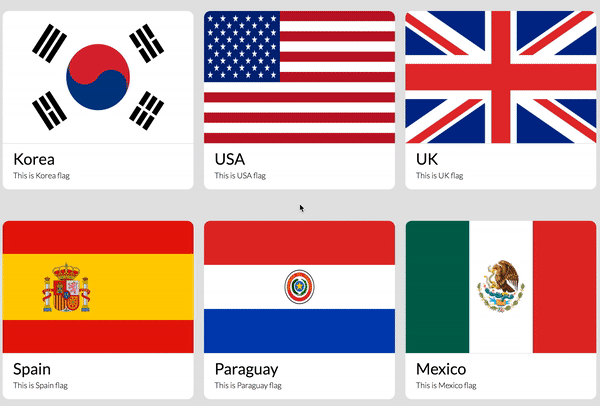 Korea
This is Korea flag
USA
This is USA flag
UK
This is UK flag
Spain
This is Spain flag
Paraguay
This is Paraguay flag
Mexico
This is Mexico flag